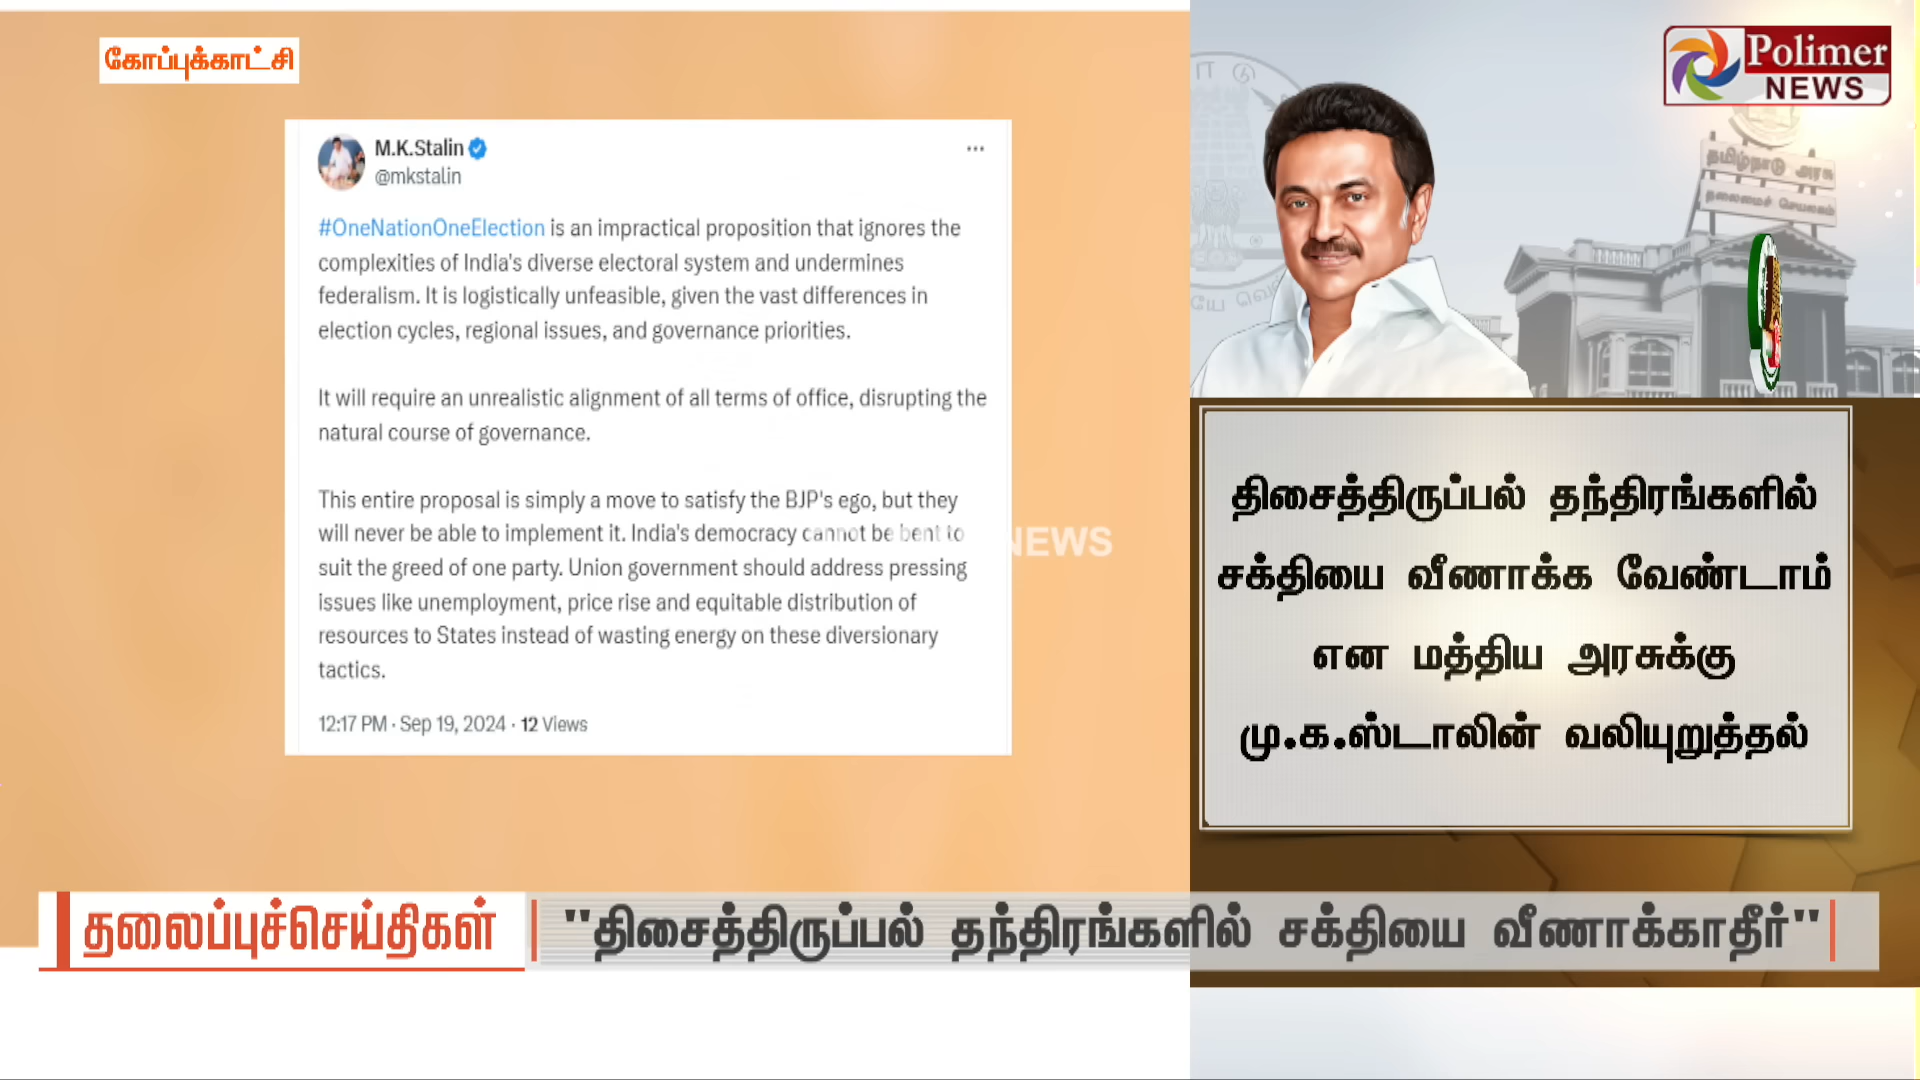 கோப்புக்காட்சி
M.K.Stalin
@mkstalin
#OneNationOneElection is an impractical proposition that ignores the
complexities of India's diverse electoral system and undermines
federalism. It is logistically unfeasible, given the vast differences in
election cycles, regional issues, and governance priorities.
It will require an unrealistic alignment of all terms of office, disrupting the
natural course of governance.
This entire proposal is simply a move to satisfy the BJP's ego, but they
will never be able to implement it. India's democracy cannot be bent to
suit the greed of one party. Union government should address pressing
issues like unemployment, price rise and equitable distribution of
resources to States instead of wasting energy on these diversionary
tactics.
12:17 PM · Sep 19, 2024 · 12 Views
NEWS
Polimer
NEWS
தமிழ்நாடு அரசு
தலைமைச் செயலகம்
திசைத்திருப்பல் தந்திரங்களில்
சக்தியை வீணாக்க வேண்டாம்
என மத்திய அரசுக்கு
மு.க.ஸ்டாலின் வலியுறுத்தல்
தலைப்புச்செய்திகள்
"திசைத்திருப்பல் தந்திரங்களில் சக்தியை வீணாக்காதீர்"